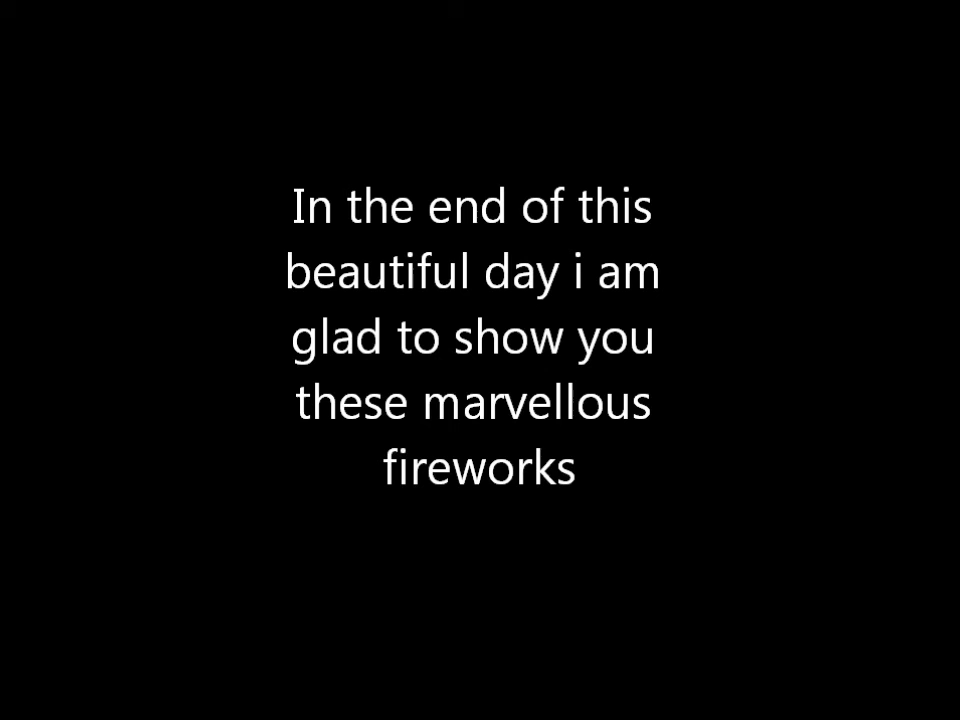 In the end of this
beautiful day i am
glad to show you
these marvellous
fireworks